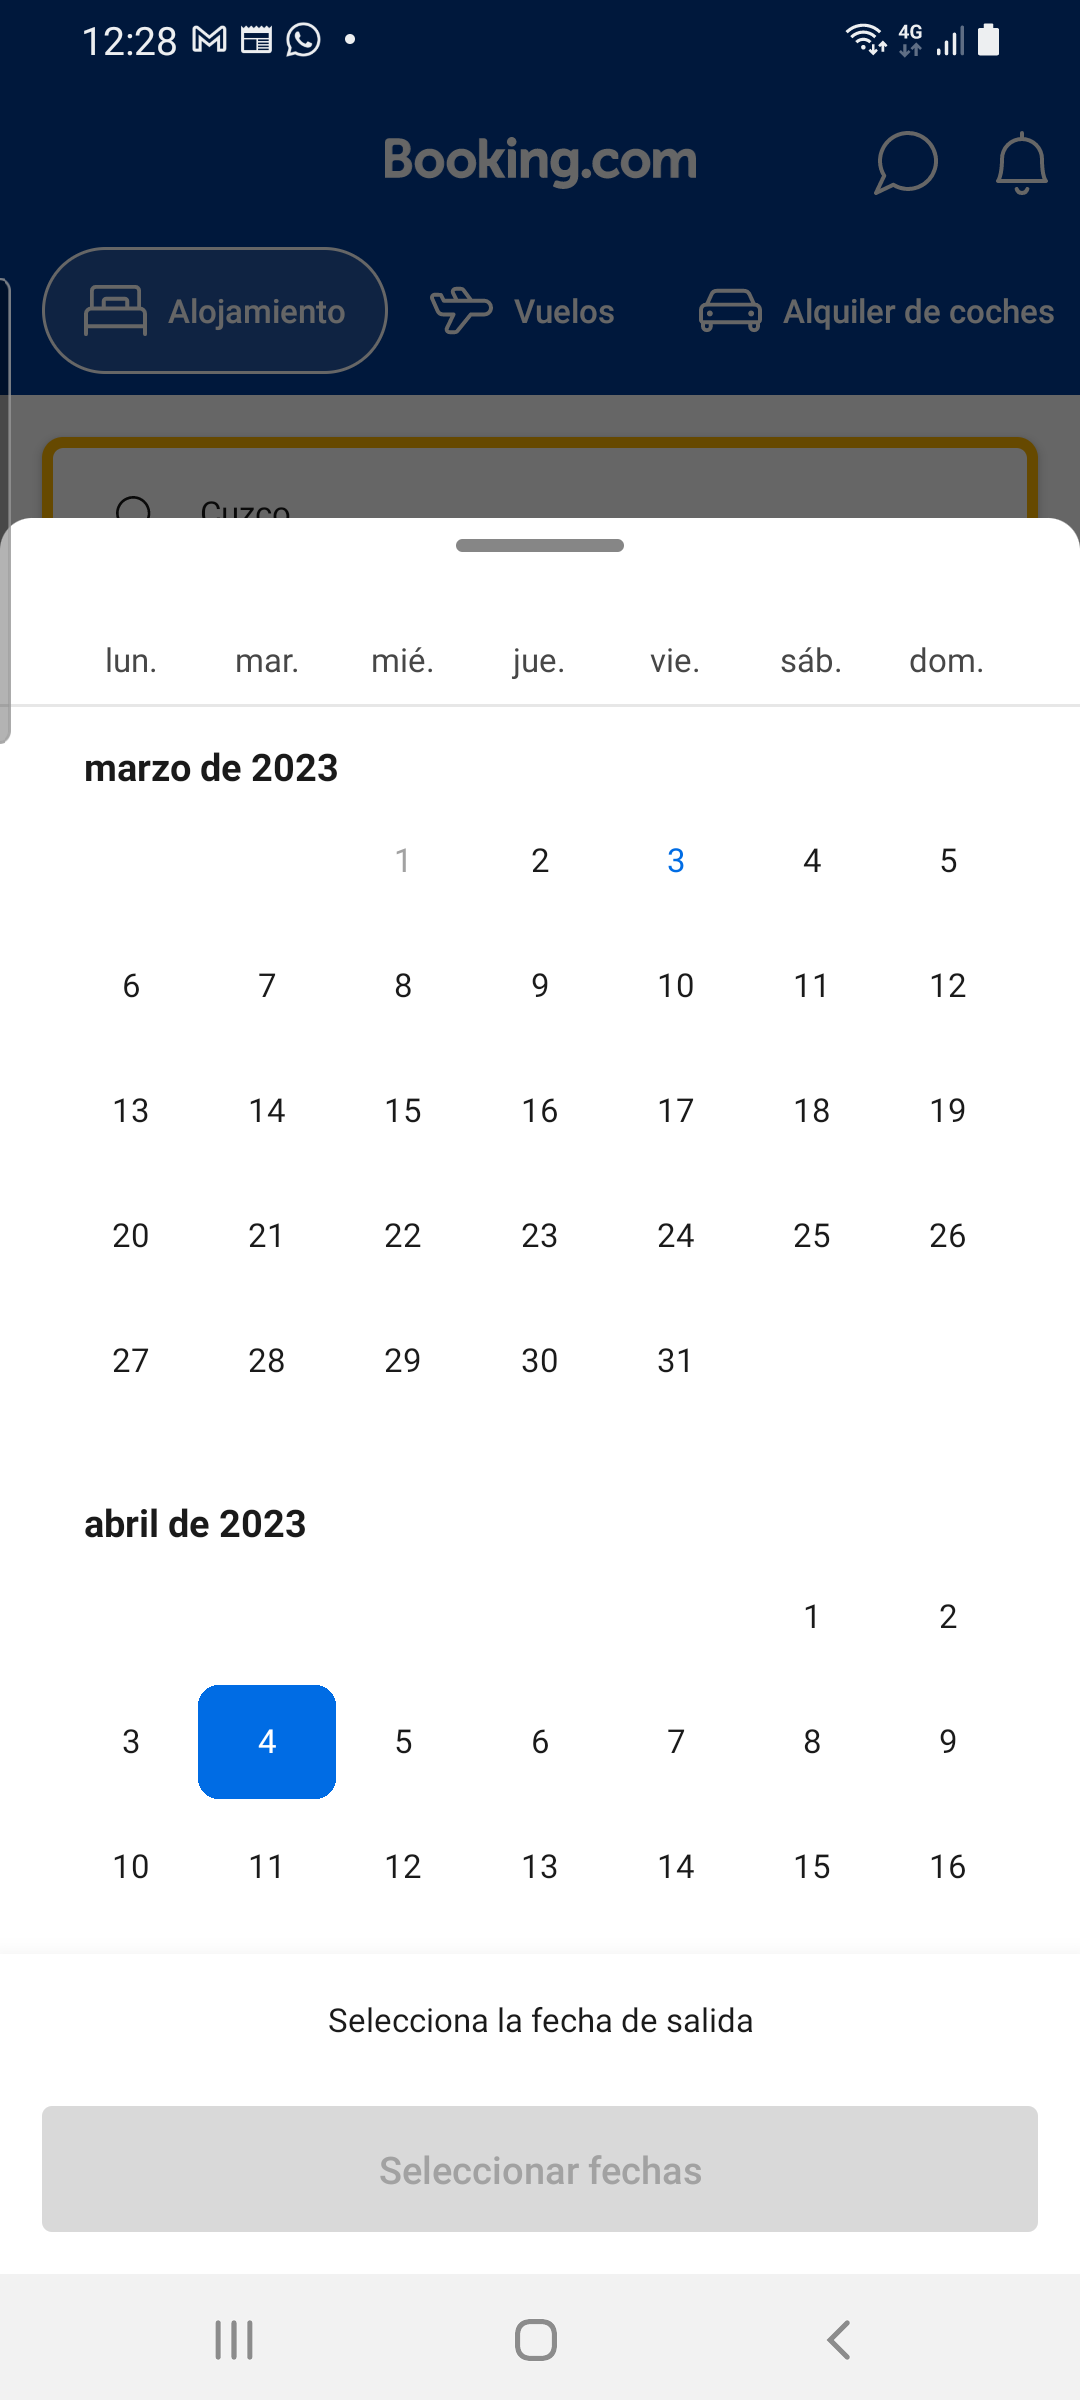 12:28 4G
Booking.com
Alojamiento Vuelos Alquiler de coches
Cuzco
lun. mar. mié. jue. vie. sáb. dom.
marzo de 2023
1 2 3 4 5
6 7 8 9 10 11 12
13 14 15 16 17 18 19
20 21 22 23 24 25 26
27 28 29 30 31
abril de 2023
1 2
3 4 5 6 7 8 9
10 11 12 13 14 15 16
Selecciona la fecha de salida
Seleccionar fechas